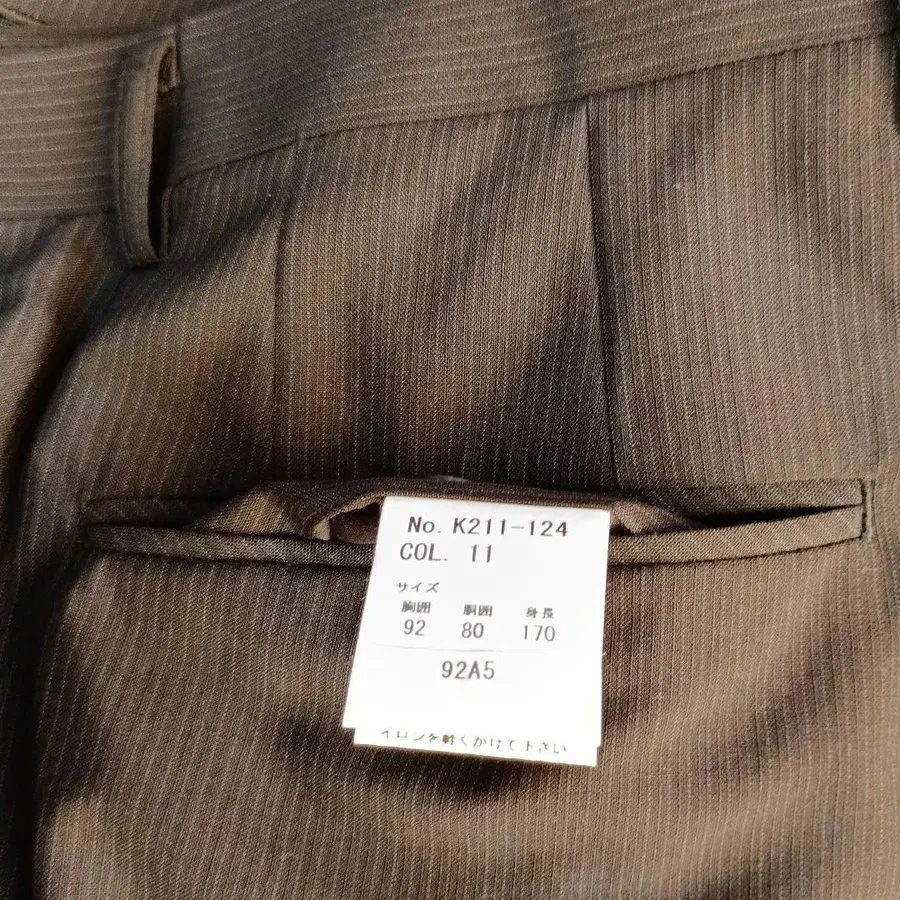 No. K211-124
COL. 11
サイズ
胸囲 胴囲 身長
92 80 170
92A5
イロンを軽くかけて下さい